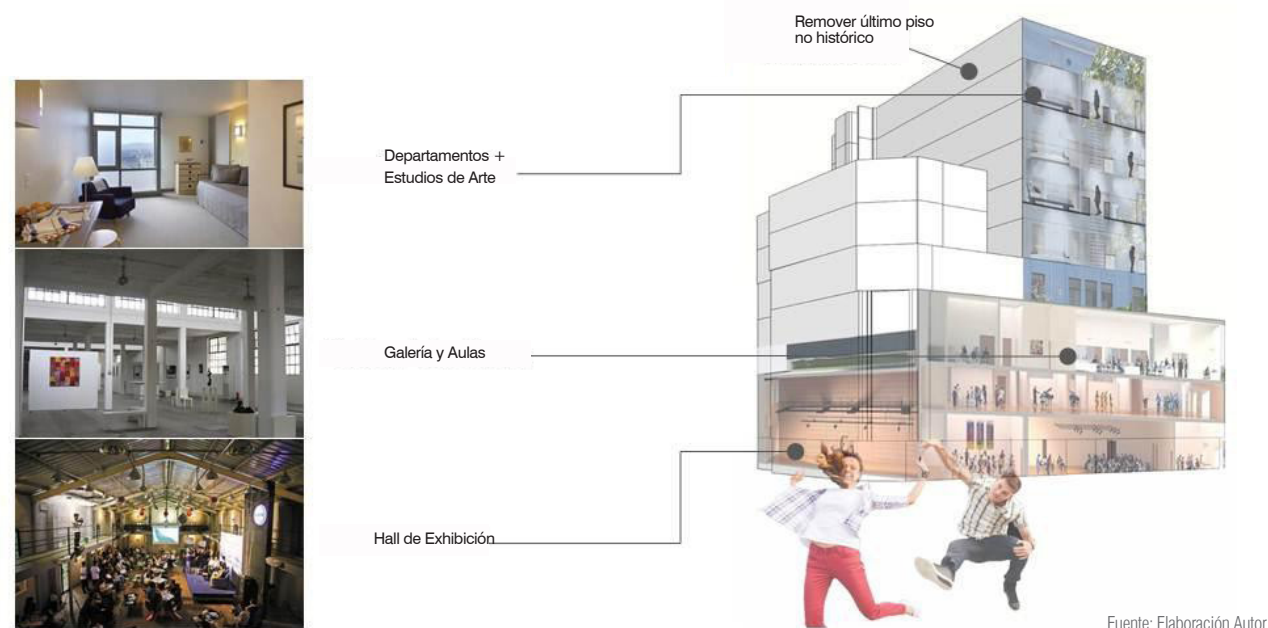 Remover último piso
no histórico
Departamentos +
Estudios de Arte
Galería y Aulas
Hall de Exhibición
Fuente: Elaboración Autor